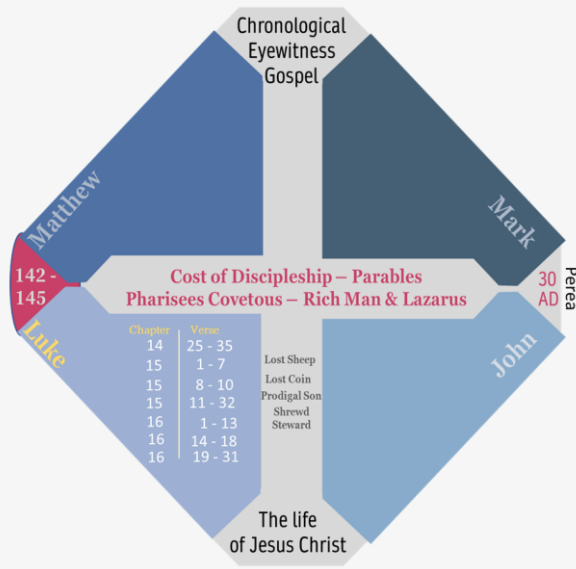 Chronological
Eyewitness
Gospel
Matthew
Mark
142 -
145
Cost of Discipleship – Parables
Pharisees Covetous – Rich Man & Lazarus
30
AD
Perea
Luke
John
Chapter Verse
14 25 - 35
15 1 - 7
15 8 - 10
15 11 - 32
16 1 - 13
16 14 - 18
16 19 - 31
Lost Sheep
Lost Coin
Prodigal Son
Shrewd
Steward
The life
of Jesus Christ